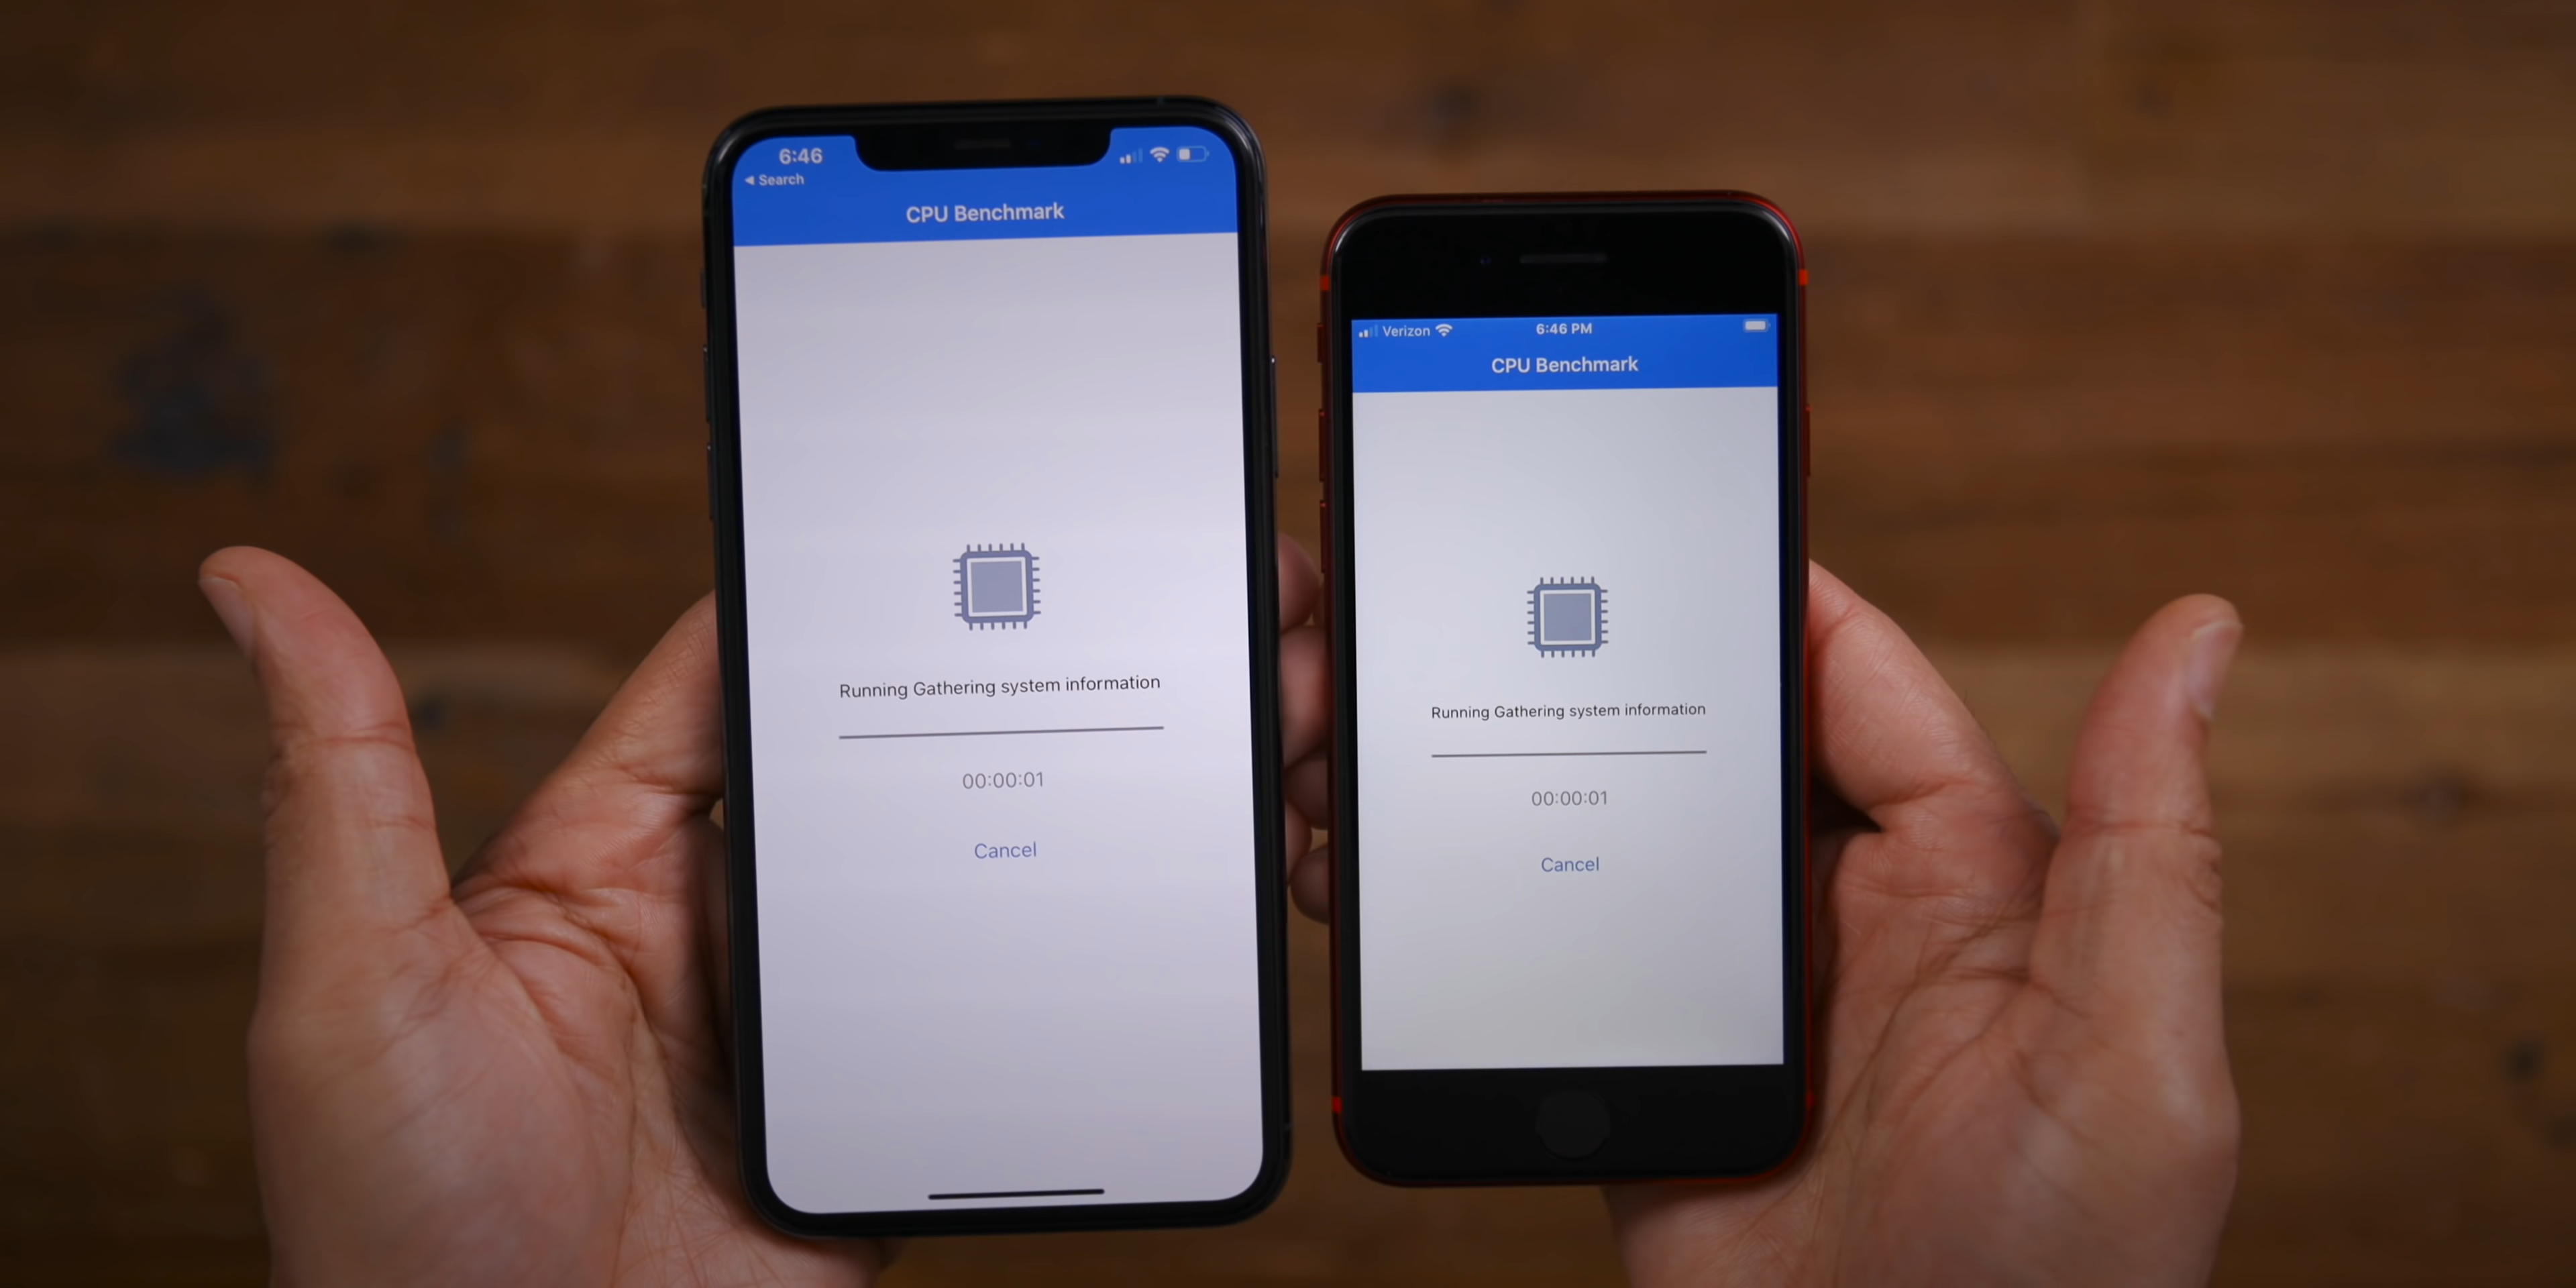 6:46
◀ Search
CPU Benchmark
Running Gathering system information
00:00:01
Cancel
Verizon 6:46 PM
CPU Benchmark
Running Gathering system information
00:00:01
Cancel